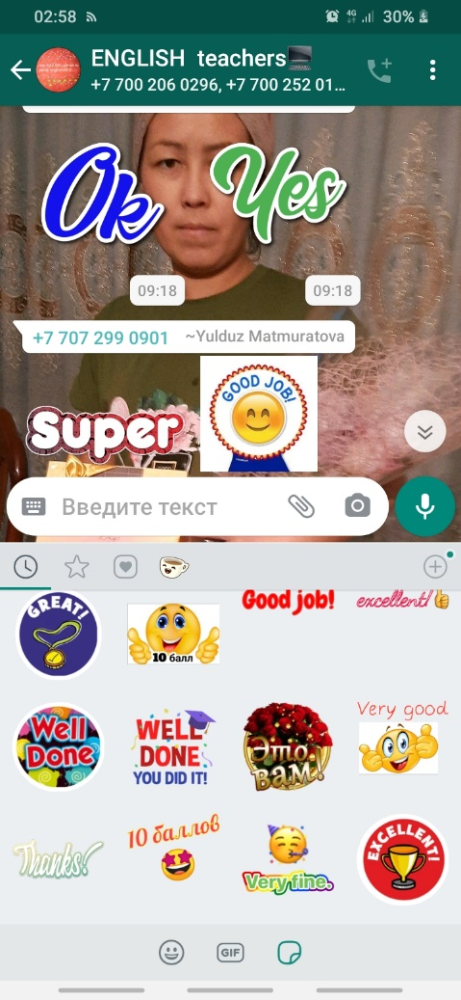 02:58
4G
30%
ENGLISH teachers
+7 700 206 0296, +7 700 252 01...
Ok
Yes
09:18
09:18
+7 707 299 0901 ~Yulduz Matmuratova
Super
GOOD JOB!
Введите текст
GREAT!
10 балл
Good job!
excellent!
Well
Done
WELL
DONE
YOU DID IT!
Это
Вам!
Very good
Thanks!
10 баллов
Very fine.
EXCELLENT!
GIF